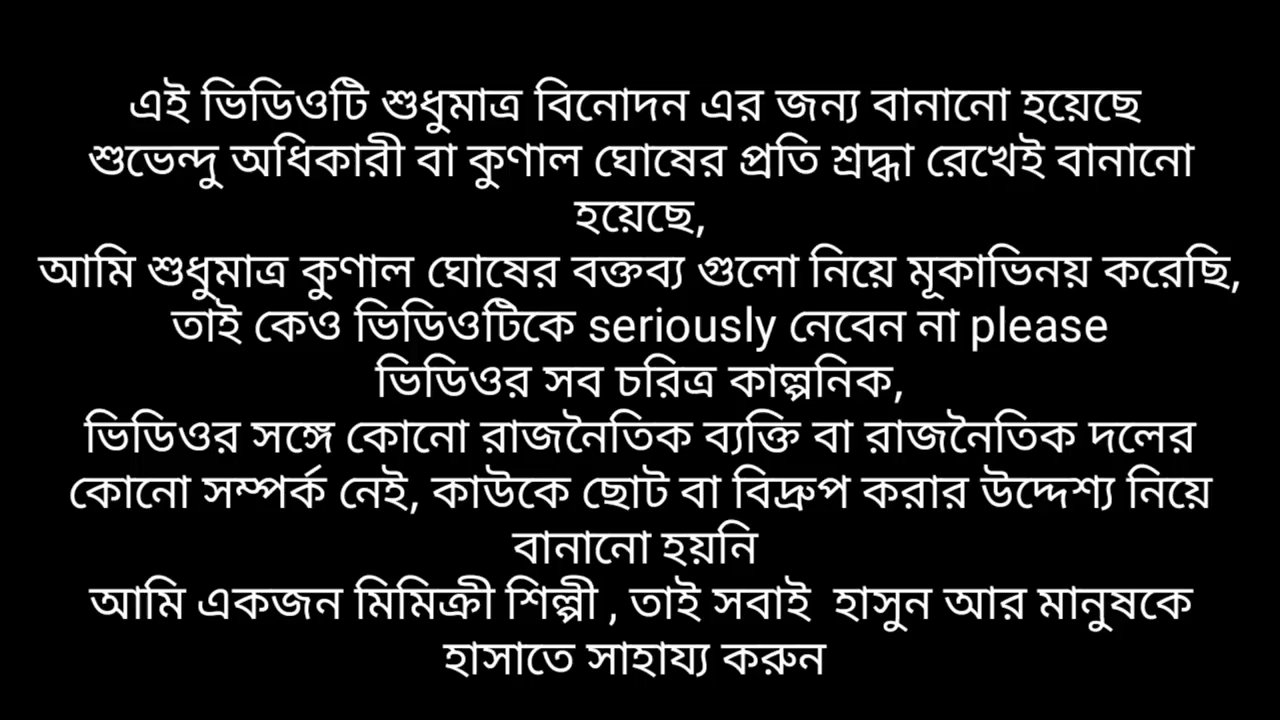 এই ভিডিওটি শুধুমাত্র বিনোদন এর জন্য বানানো হয়েছে
শুভেন্দু অধিকারী বা কুণাল ঘোষের প্রতি শ্রদ্ধা রেখেই বানানো
হয়েছে,
আমি শুধুমাত্র কুণাল ঘোষের বক্তব্য গুলো নিয়ে মূকাভিনয় করেছি,
তাই কেও ভিডিওটিকে seriously নেবেন না please
ভিডিওর সব চরিত্র কাল্পনিক,
ভিডিওর সঙ্গে কোনো রাজনৈতিক ব্যক্তি বা রাজনৈতিক দলের
কোনো সম্পর্ক নেই, কাউকে ছোট বা বিদ্রুপ করার উদ্দেশ্য নিয়ে
বানানো হয়নি
আমি একজন মিমিক্রী শিল্পী , তাই সবাই  হাসুন আর মানুষকে
হাসাতে সাহায্য করুন